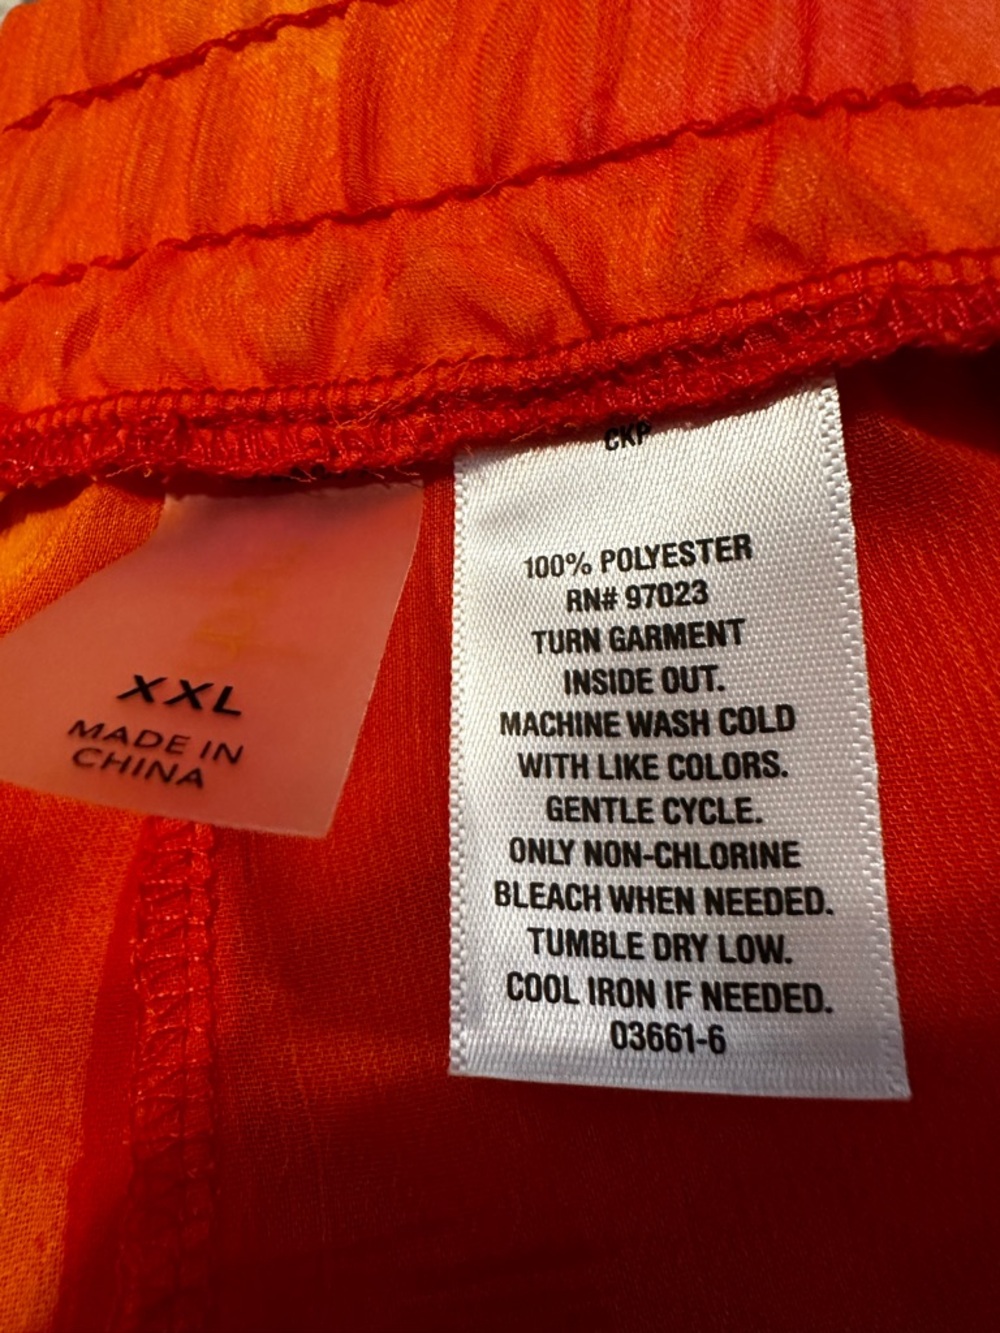 XXL
MADE IN
CHINA
CKP
100% POLYESTER
RN# 97023
TURN GARMENT
INSIDE OUT.
MACHINE WASH COLD
WITH LIKE COLORS.
GENTLE CYCLE.
ONLY NON-CHLORINE
BLEACH WHEN NEEDED.
TUMBLE DRY LOW.
COOL IRON IF NEEDED.
03661-6